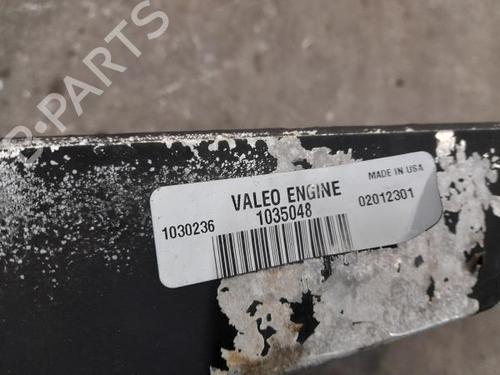 B-PARTS
VALEO ENGINE
MADE IN USA
1030236
1035048
02012301